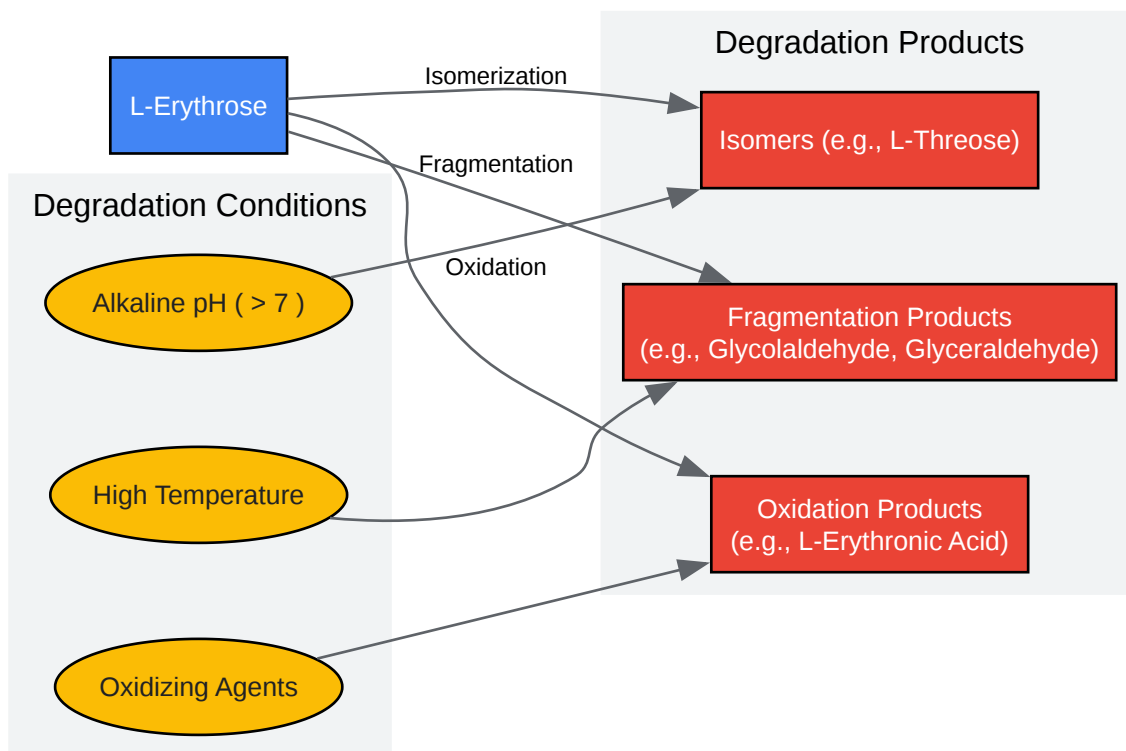 Degradation Products
Isomerization
L-Erythrose
Isomers (e.g., L-Threose)
Fragmentation
Degradation Conditions
Oxidation
Alkaline pH ( > 7 )
Fragmentation Products
(e.g., Glycolaldehyde, Glyceraldehyde)
High Temperature
Oxidation Products
(e.g., L-Erythronic Acid)
Oxidizing Agents